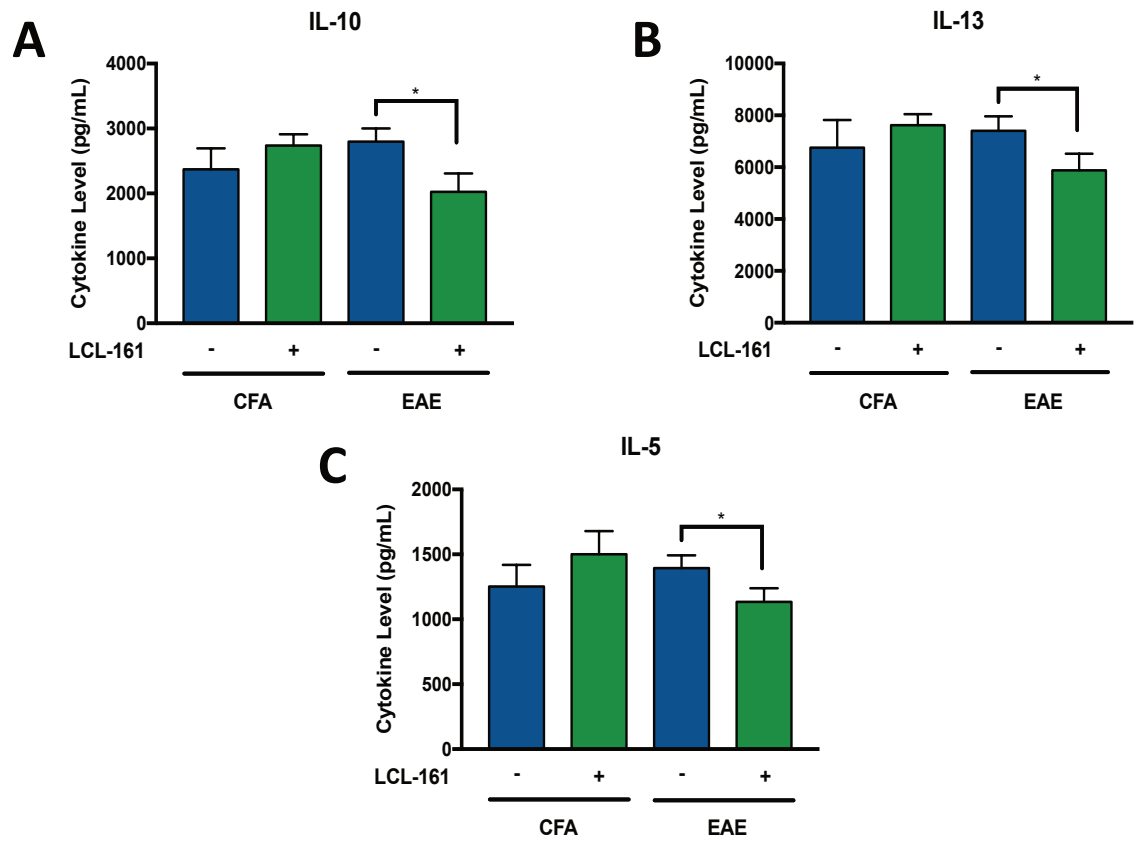 A
IL-10
Cytokine Level (pg/mL)
4000
3000
2000
1000
0
*
LCL-161 - + - +
CFA EAE
B
IL-13
Cytokine Level (pg/mL)
10000
8000
6000
4000
2000
0
*
LCL-161 - + - +
CFA EAE
C
IL-5
Cytokine Level (pg/mL)
2000
1500
1000
500
0
*
LCL-161 - + - +
CFA EAE